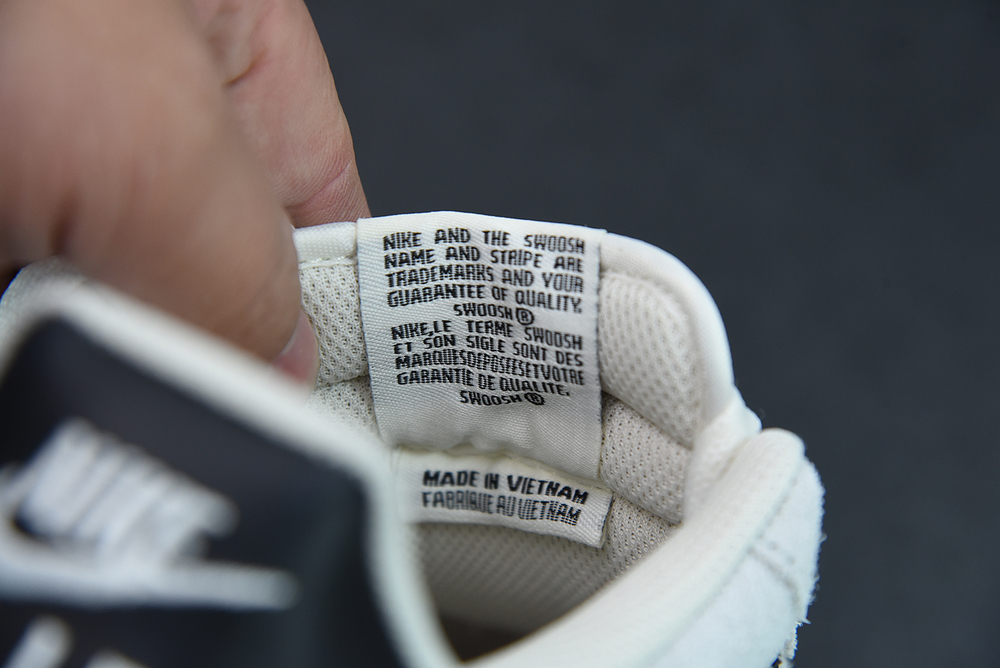 NIKE AND THE SWOOSH
NAME AND STRIPE ARE
TRADEMARKS AND YOUR
GUARANTEE OF QUALITY.
SWOOSH®
NIKE,LE TERME SWOOSH
ET SON SIGLE SONT DES
MARQUESDEPOSEESETVOTRE
GARANTIE DE QUALITE.
SWOOSH®
MADE IN VIETNAM
FABRIQUE AU VIETNAM
NIKE